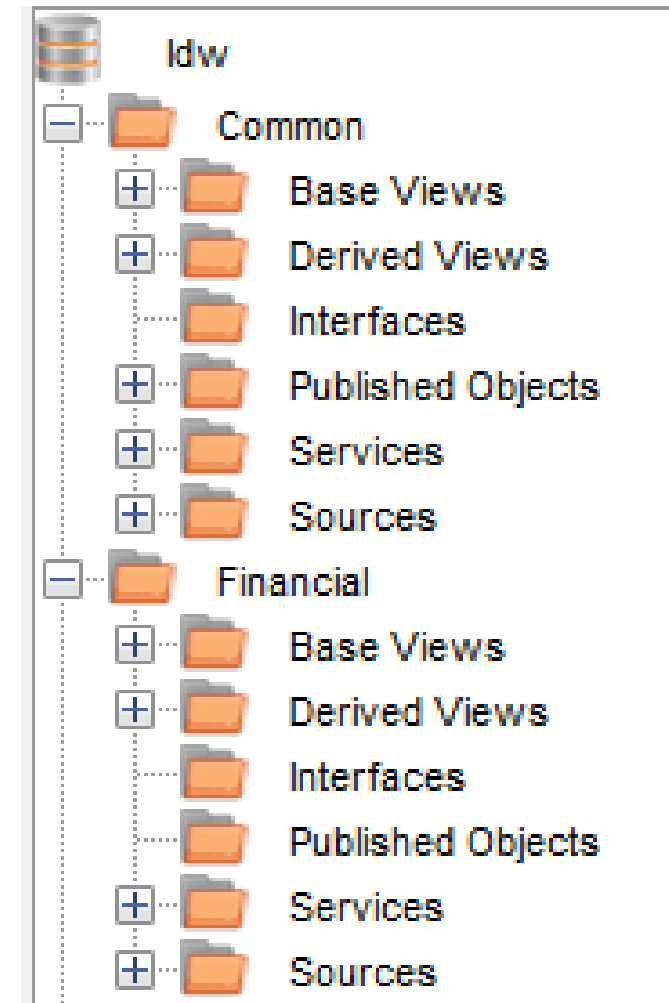 ldw
Common
Base Views
Derived Views
Interfaces
Published Objects
Services
Sources
Financial
Base Views
Derived Views
Interfaces
Published Objects
Services
Sources